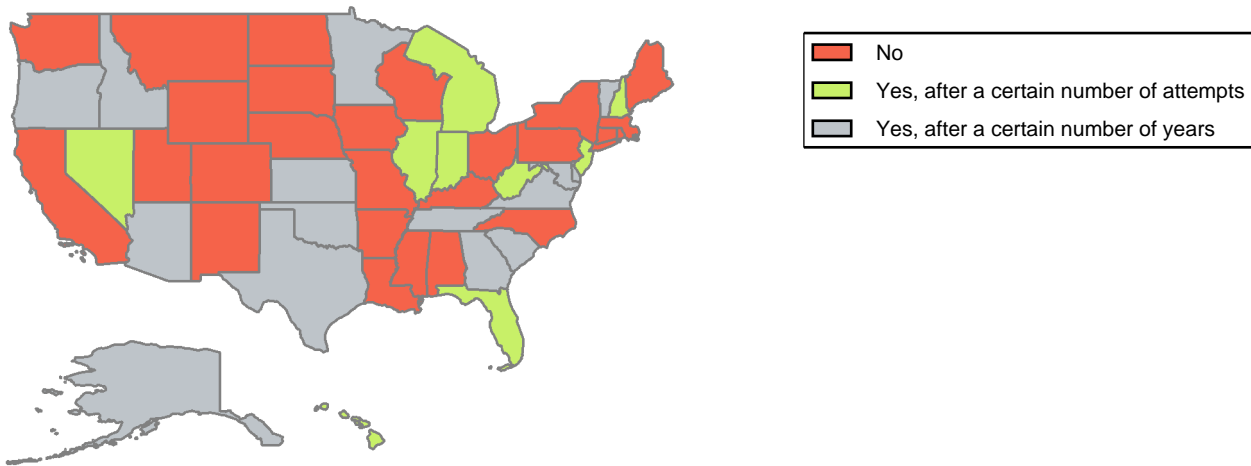 No
Yes, after a certain number of attempts
Yes, after a certain number of years